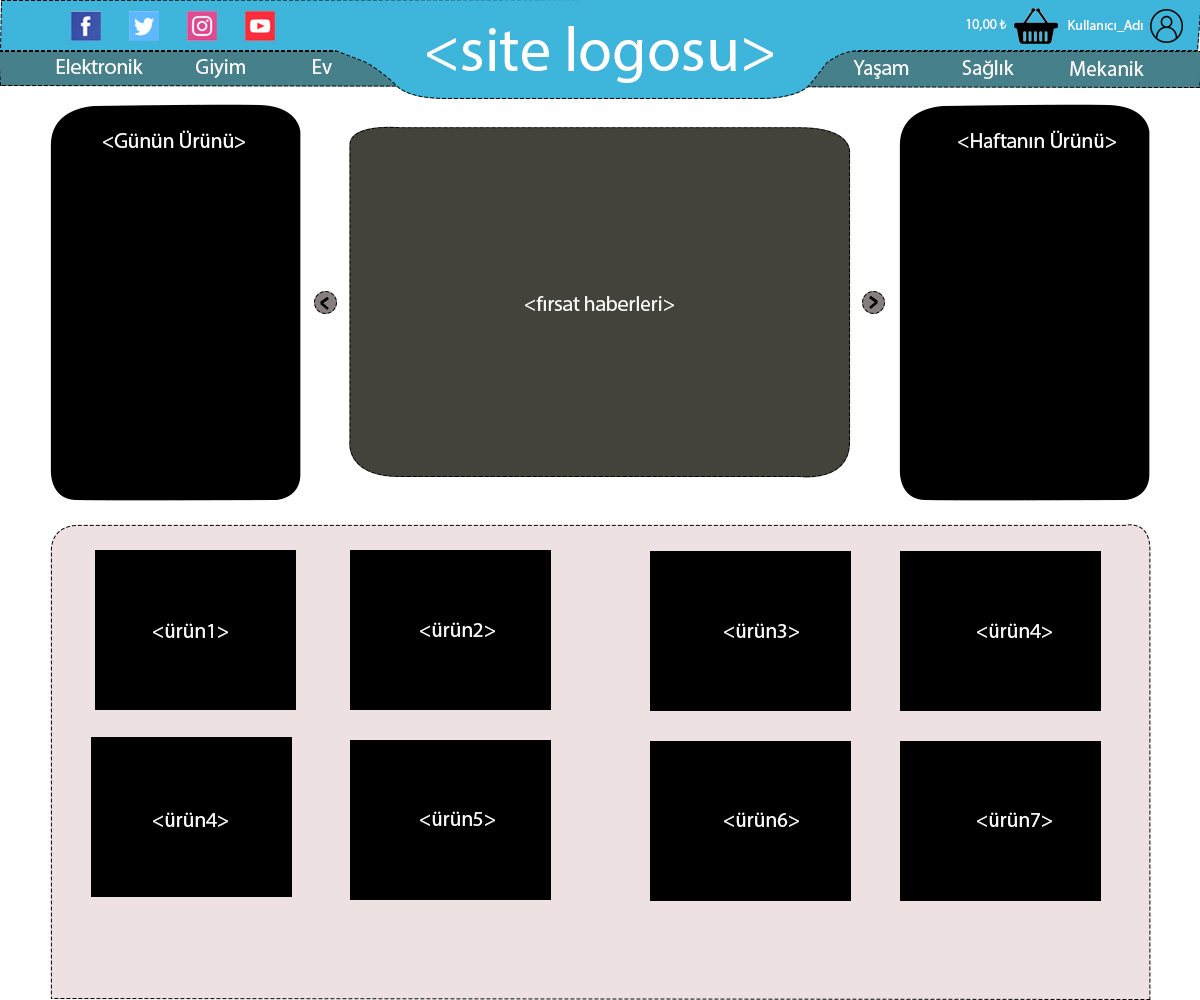 <site logosu>
10,00 ₺
Kullanıcı_Adı
Elektronik
Giyim
Ev
Yaşam
Sağlık
Mekanik
<Günün Ürünü>
<fırsat haberleri>
<Haftanın Ürünü>
<ürün1>
<ürün2>
<ürün3>
<ürün4>
<ürün4>
<ürün5>
<ürün6>
<ürün7>